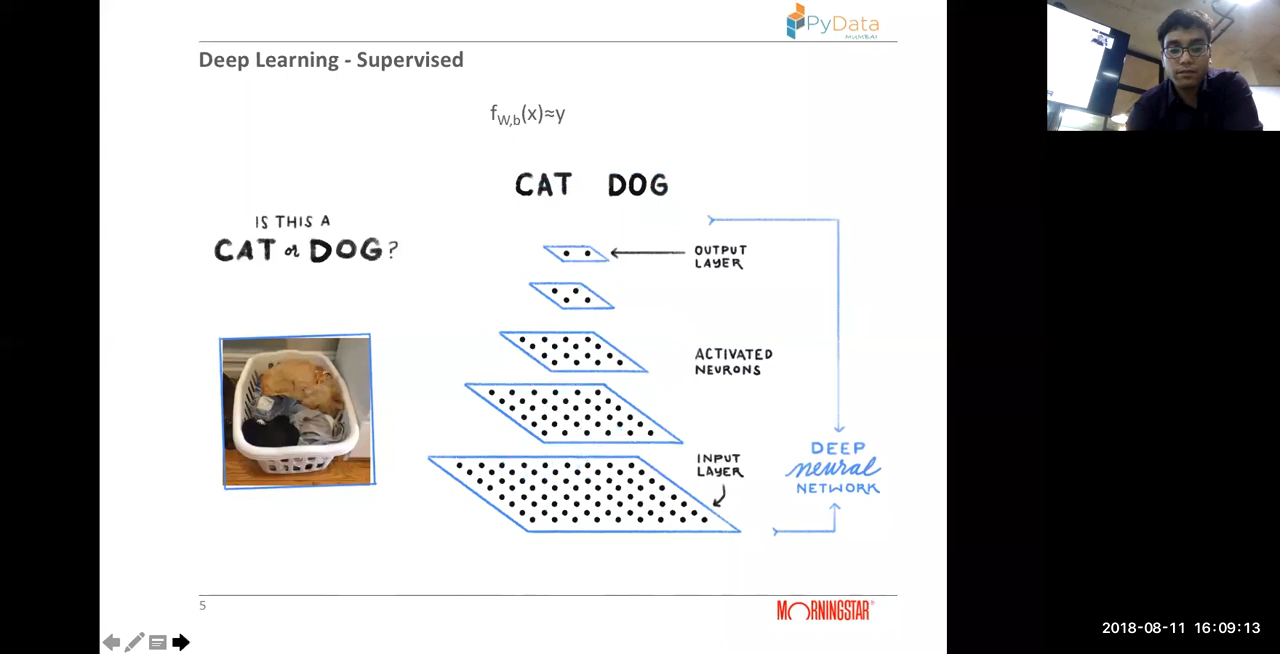 PyData
MUMBAI
Deep Learning - Supervised
fW,b(x)≈y
CAT DOG
IS THIS A
CAT or DOG?
OUTPUT
LAYER
ACTIVATED
NEURONS
INPUT
LAYER
DEEP
neural
NETWORK
5
MORNINGSTAR®
2018-08-11 16:09:13